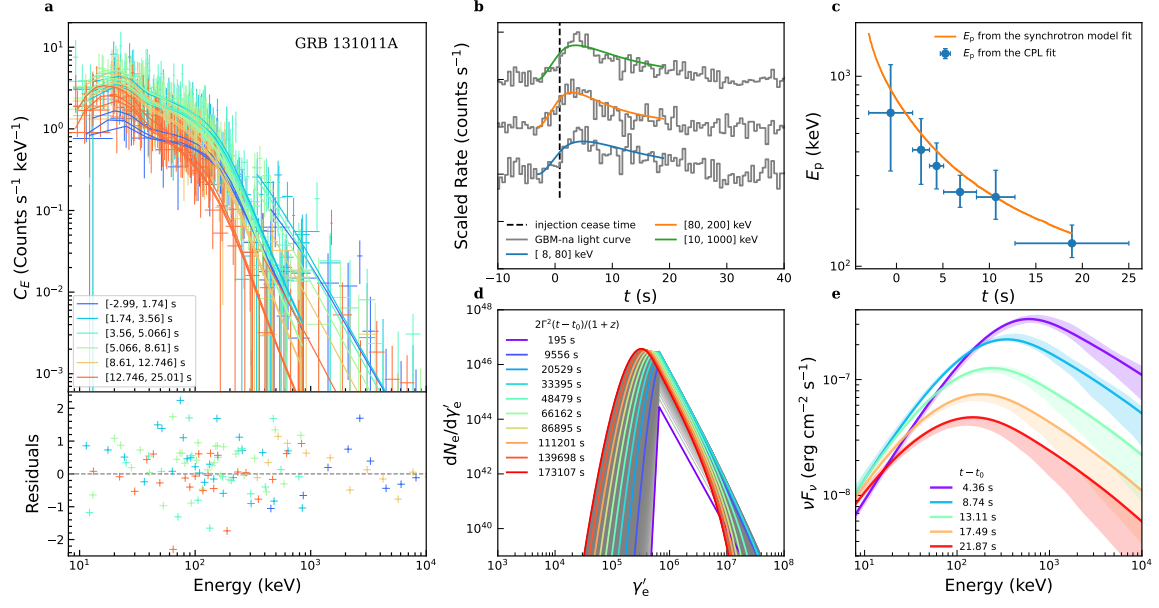 a
GRB 131011A
C_E (Counts s⁻¹ keV⁻¹)
10¹
10⁰
10⁻¹
10⁻²
10⁻³
[-2.99, 1.74] s
[1.74, 3.56] s
[3.56, 5.066] s
[5.066, 8.61] s
[8.61, 12.746] s
[12.746, 25.01] s
Residuals
2
1
0
−1
−2
10¹ 10² 10³ 10⁴
Energy (keV)
b
Scaled Rate (counts s⁻¹)
injection cease time
GBM-na light curve
[ 8, 80] keV
[80, 200] keV
[10, 1000] keV
−10 0 10 20 30 40
t (s)
c
E_p (keV)
10³
10²
E_p from the synchrotron model fit
E_p from the CPL fit
0 5 10 15 20 25
t (s)
d
dN_e/dγ′_e
10⁴⁸
10⁴⁶
10⁴⁴
10⁴²
10⁴⁰
2Γ²(t − t₀)/(1 + z)
195 s
9556 s
20529 s
33395 s
48479 s
66162 s
86895 s
111201 s
139698 s
173107 s
10³ 10⁴ 10⁵ 10⁶ 10⁷ 10⁸
γ′_e
e
νF_ν (erg cm⁻² s⁻¹)
10⁻⁷
10⁻⁸
t − t₀
4.36 s
8.74 s
13.11 s
17.49 s
21.87 s
10¹ 10² 10³ 10⁴
Energy (keV)